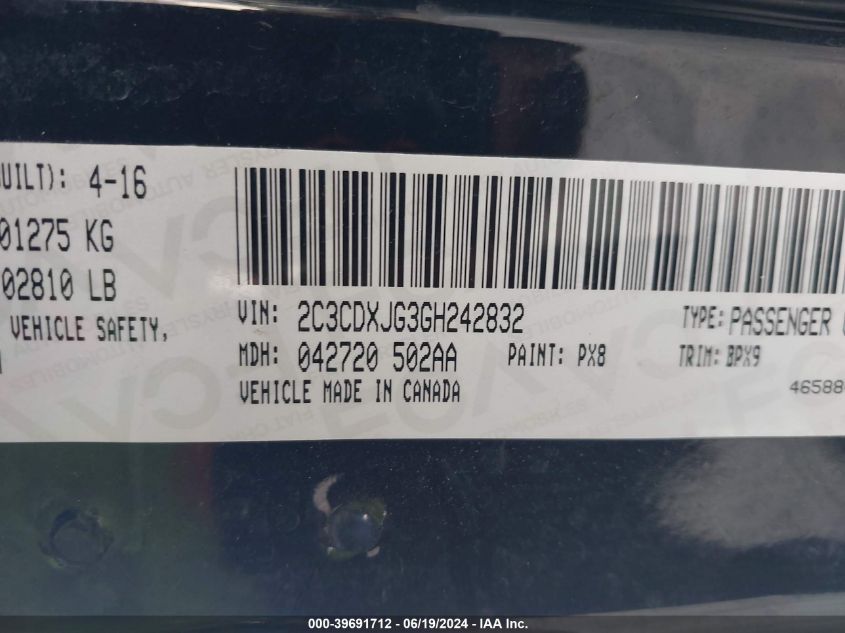 BUILT): 4-16
01275 KG
02810 LB
VEHICLE SAFETY,
VIN: 2C3CDXJG3GH242832
TYPE: PASSENGER
MDH: 042720 502AA
PAINT: PX8
TRIM: BPX9
VEHICLE MADE IN CANADA
46588
000-39691712 - 06/19/2024 - IAA Inc.